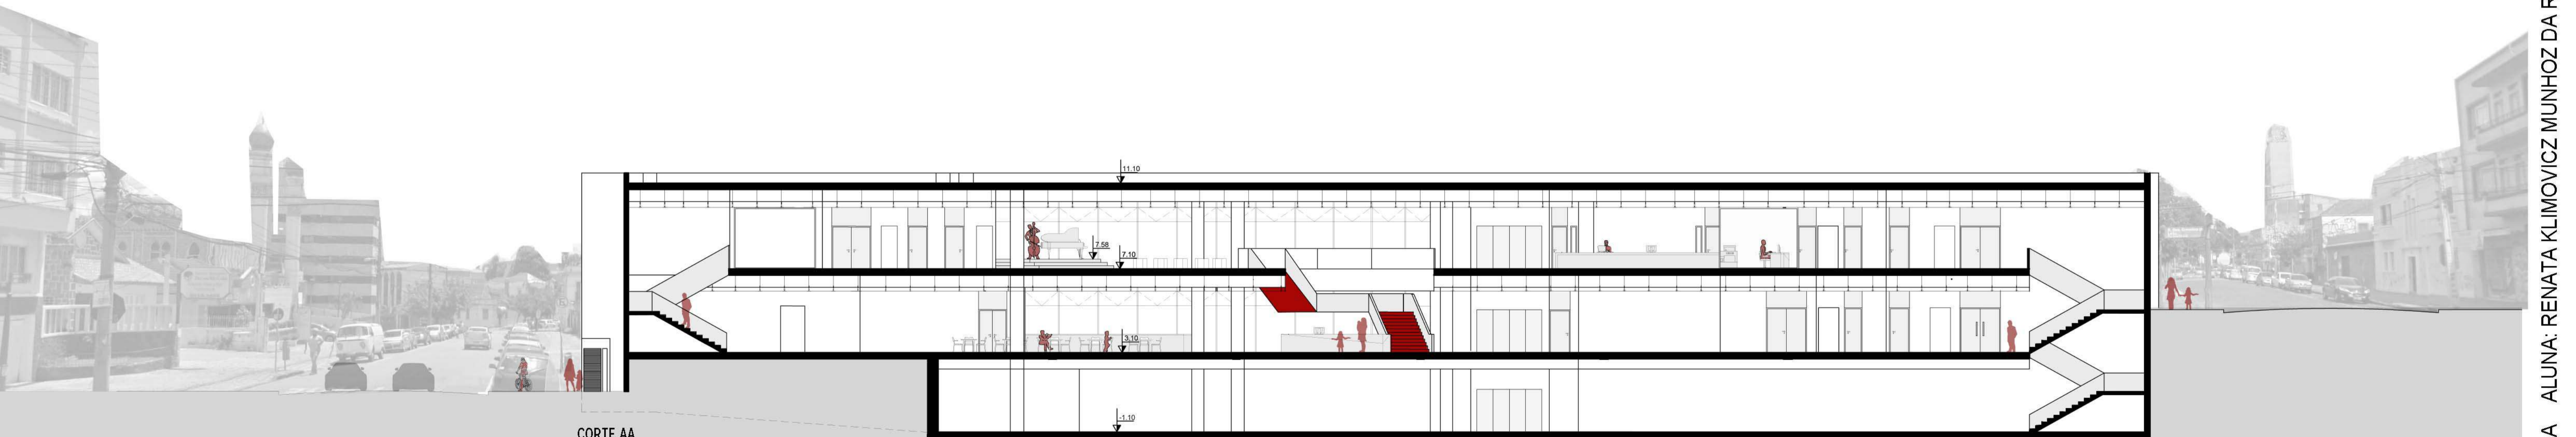 11.10
7.58
7.10
3.10
-1.10
CORTE AA
A ALUNA: RENATA KLIMOVICZ MUNHOZ DA R